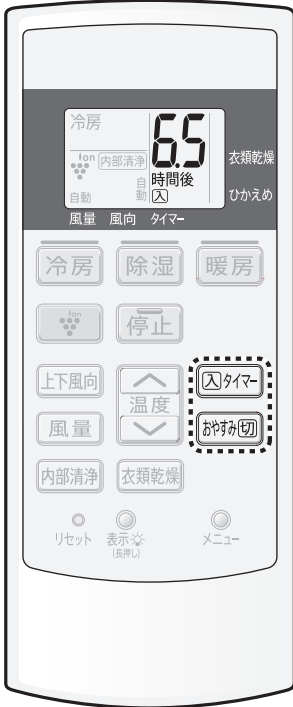 冷房
6.5
ion 内部清浄
衣類乾燥
自動 自動 時間後 入
ひかえめ
風量 風向 タイマー
冷房 除湿 暖房
ion 停止
上下風向 温度 入タイマー
風量 おやすみ切
内部清浄 衣類乾燥
リセット 表示 メニュー
(長押し)